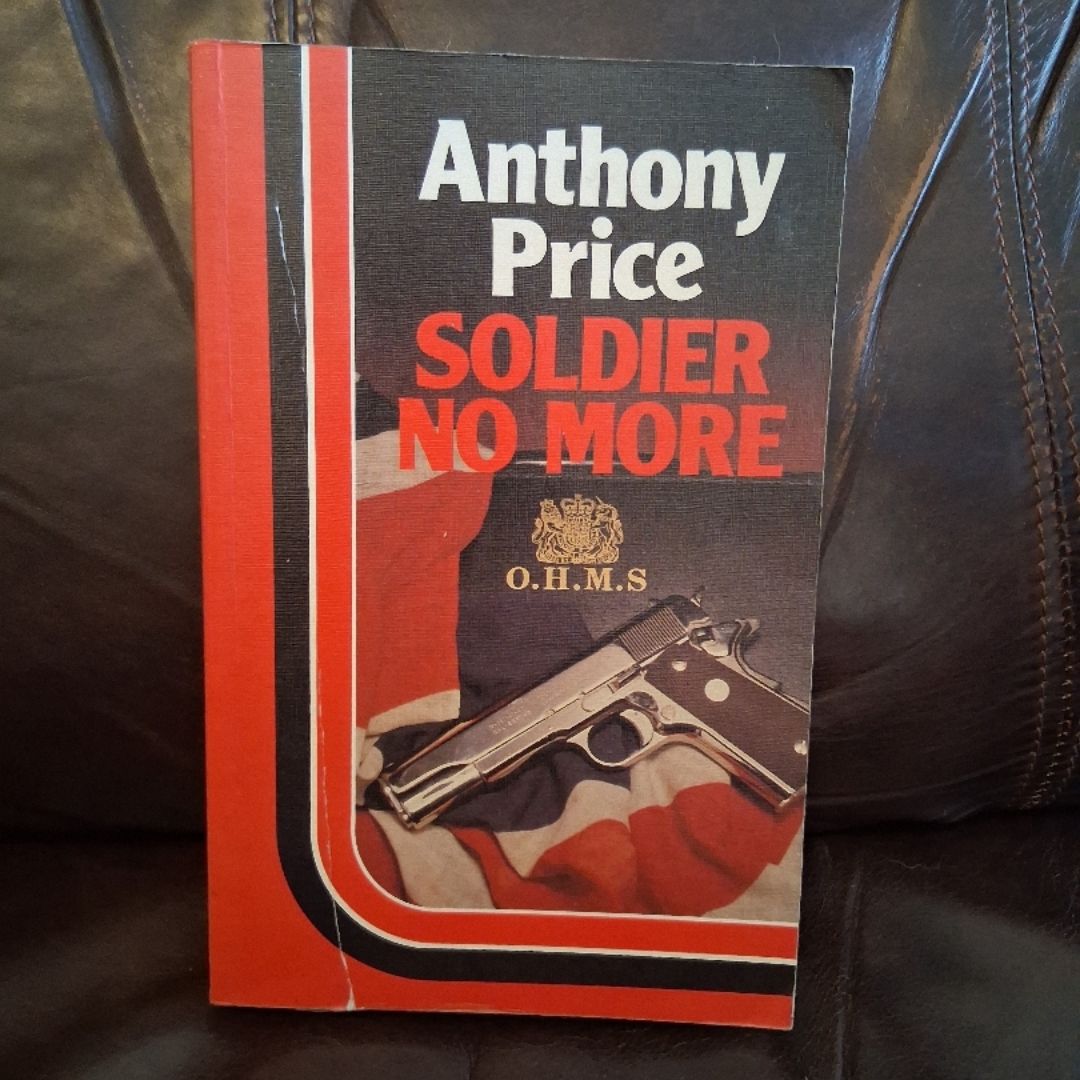 Anthony
Price
SOLDIER
NO MORE
O.H.M.S